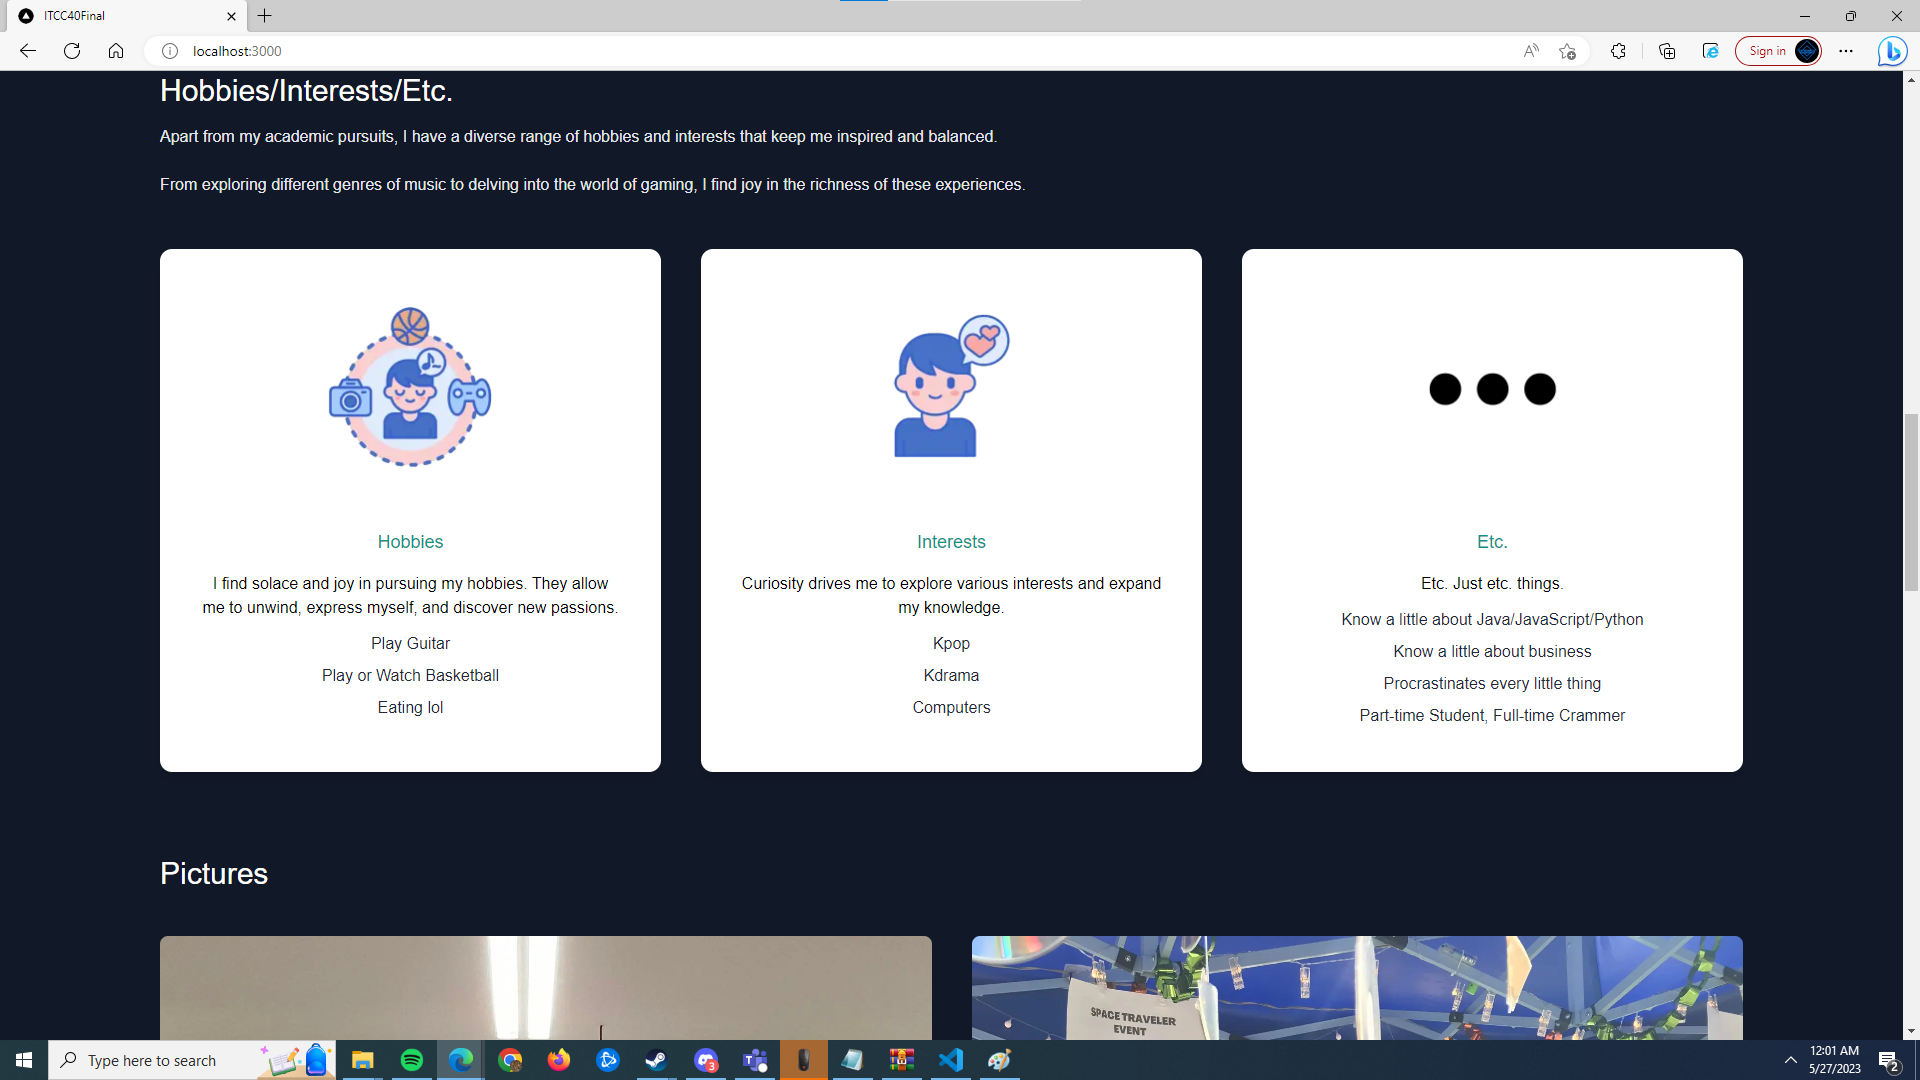 ITCC40Final
localhost:3000
Sign in
Hobbies/Interests/Etc.
Apart from my academic pursuits, I have a diverse range of hobbies and interests that keep me inspired and balanced.
From exploring different genres of music to delving into the world of gaming, I find joy in the richness of these experiences.
Hobbies
I find solace and joy in pursuing my hobbies. They allow
me to unwind, express myself, and discover new passions.
Play Guitar
Play or Watch Basketball
Eating lol
Interests
Curiosity drives me to explore various interests and expand
my knowledge.
Kpop
Kdrama
Computers
Etc.
Etc. Just etc. things.
Know a little about Java/JavaScript/Python
Know a little about business
Procrastinates every little thing
Part-time Student, Full-time Crammer
Pictures
SPACE TRAVELER
EVENT
Type here to search
3
12:01 AM
5/27/2023
2